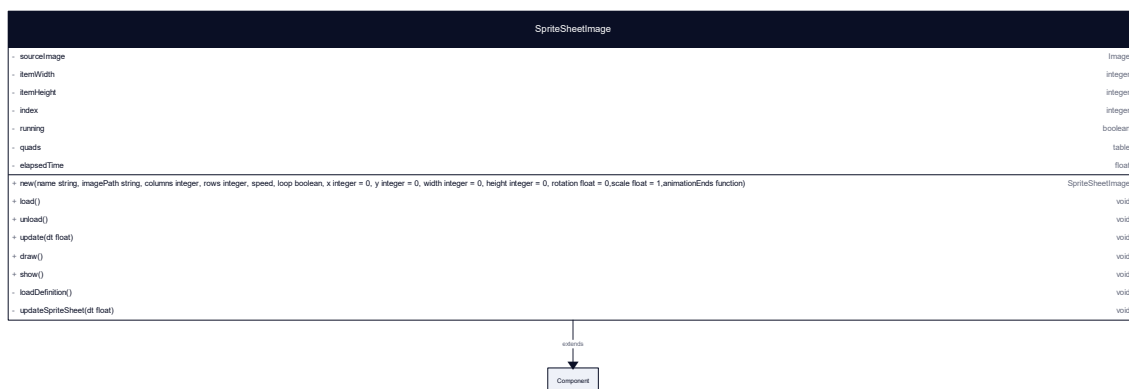 SpriteSheetImage
- sourceImage Image
- itemWidth integer
- itemHeight integer
- index integer
- running boolean
- quads table
- elapsedTime float
+ new(name string, imagePath string, columns integer, rows integer, speed, loop boolean, x integer = 0, y integer = 0, width integer = 0, height integer = 0, rotation float = 0,scale float = 1,animationEnds function) SpriteSheetImage
+ load() void
+ unload() void
+ update(dt float) void
+ draw() void
+ show() void
- loadDefinition() void
- updateSpriteSheet(dt float) void
extends
Component